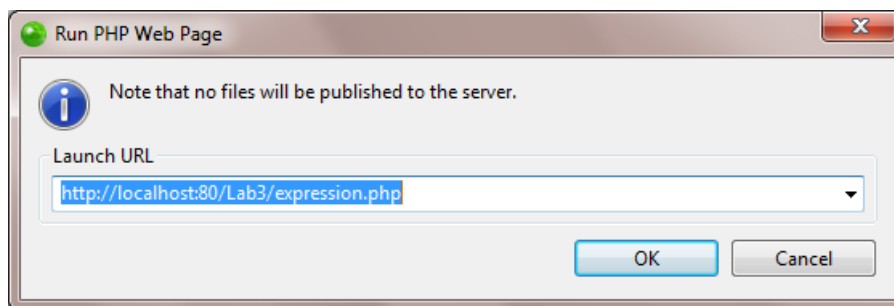 Run PHP Web Page
Note that no files will be published to the server.
Launch URL
http://localhost:80/Lab3/expression.php
OK
Cancel